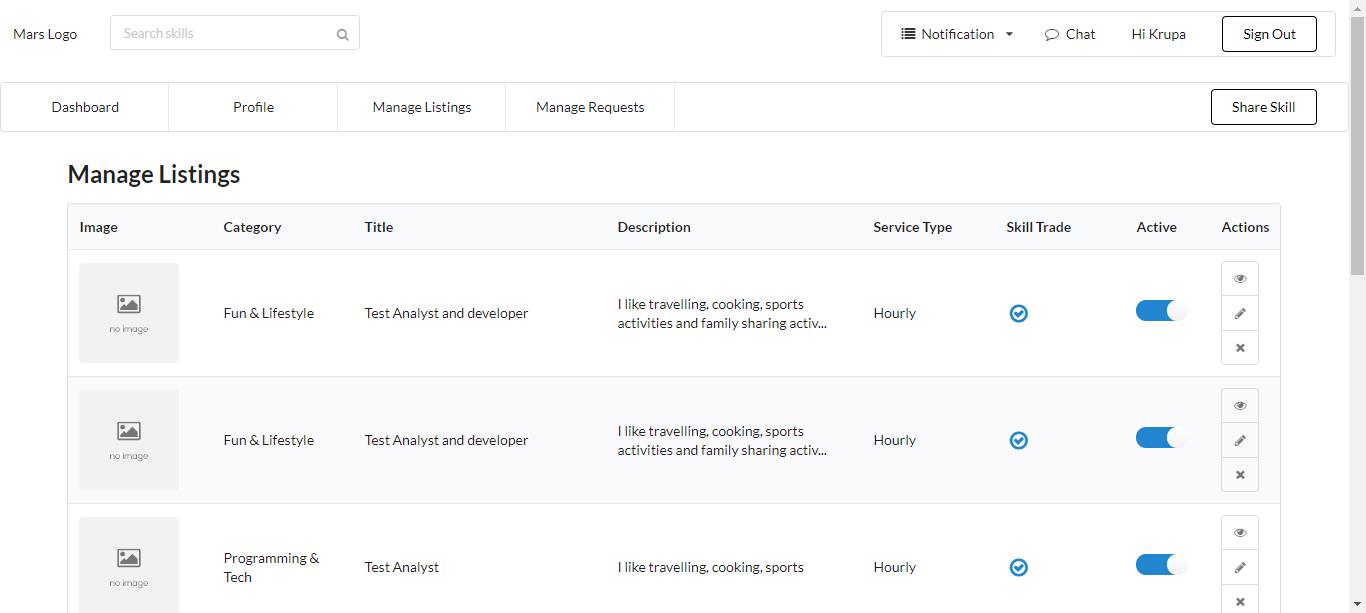 Mars Logo
Search skills
Notification
Chat
Hi Krupa
Sign Out
Dashboard
Profile
Manage Listings
Manage Requests
Share Skill
Manage Listings
Image Category Title Description Service Type Skill Trade Active Actions
no image
Fun & Lifestyle
Test Analyst and developer
I like travelling, cooking, sports
activities and family sharing activ...
Hourly
no image
Fun & Lifestyle
Test Analyst and developer
I like travelling, cooking, sports
activities and family sharing activ...
Hourly
no image
Programming &
Tech
Test Analyst
I like travelling, cooking, sports
Hourly